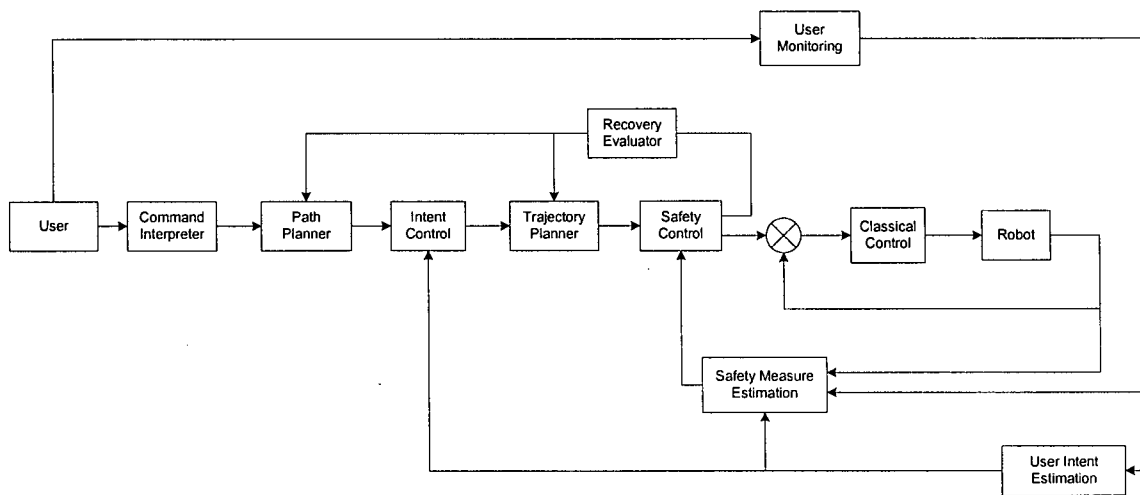 User
Monitoring
Recovery
Evaluator
User
Command
Interpreter
Path
Planner
Intent
Control
Trajectory
Planner
Safety
Control
Classical
Control
Robot
Safety Measure
Estimation
User Intent
Estimation